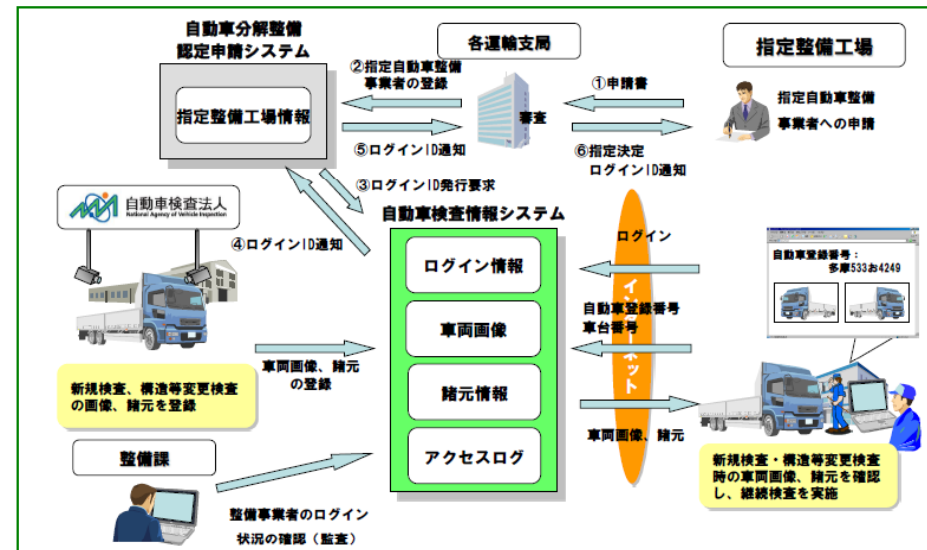 自動車分解整備
認定申請システム
各運輸支局
指定整備工場
②指定自動車整備
事業者の登録
①申請書
指定整備工場情報
審査
指定自動車整備
事業者への申請
⑤ログインID通知
⑥指定決定
ログインID通知
③ログインID発行要求
自動車検査法人
National Agency of Vehicle Inspection
④ログインID通知
自動車検査情報システム
ログイン
ログイン情報
自動車登録番号：
多摩533お4249
インターネット
自動車登録番号
車台番号
車両画像
車両画像、諸元
の登録
諸元情報
車両画像、諸元
新規検査、構造等変更検査
の画像、諸元を登録
アクセスログ
整備課
新規検査・構造等変更検査
時の車両画像、諸元を確認
し、継続検査を実施
整備事業者のログイン
状況の確認（監査）